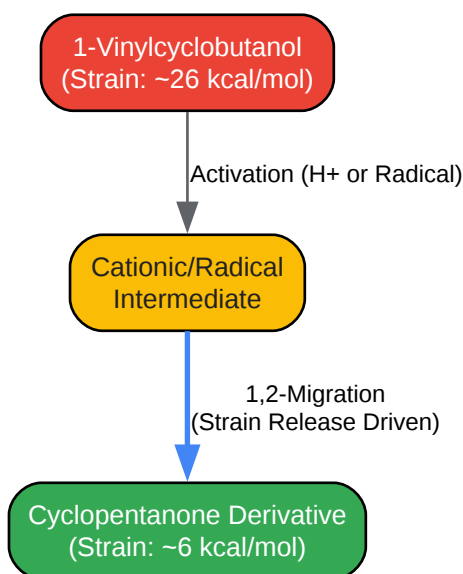 1-Vinylcyclobutanol
(Strain: ~26 kcal/mol)
Activation (H+ or Radical)
Cationic/Radical
Intermediate
1,2-Migration
(Strain Release Driven)
Cyclopentanone Derivative
(Strain: ~6 kcal/mol)